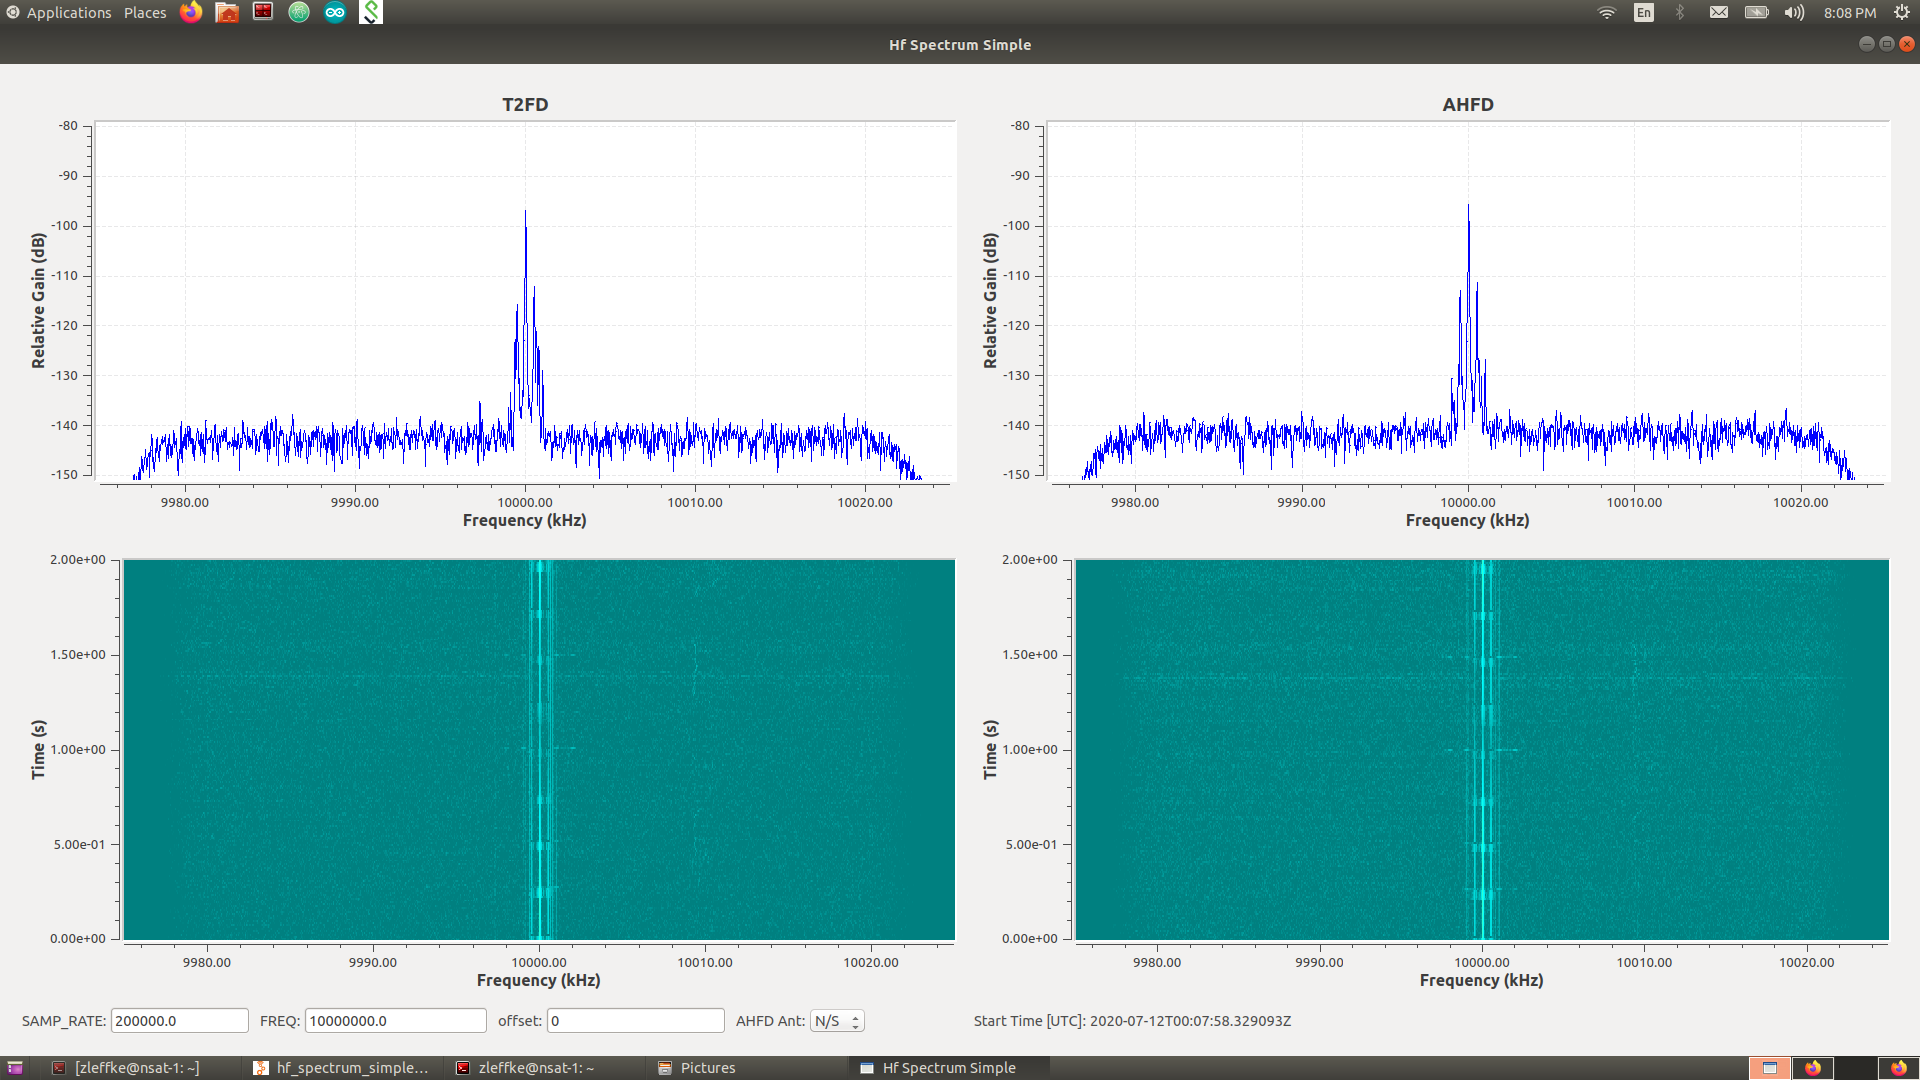 Applications Places En 8:08 PM
Hf Spectrum Simple
T2FD
-80
-90
-100
-110
-120
-130
-140
-150
Relative Gain (dB)
9980.00 9990.00 10000.00 10010.00 10020.00
Frequency (kHz)
AHFD
-80
-90
-100
-110
-120
-130
-140
-150
Relative Gain (dB)
9980.00 9990.00 10000.00 10010.00 10020.00
Frequency (kHz)
2.00e+00
1.50e+00
1.00e+00
5.00e-01
0.00e+00
Time (s)
9980.00 9990.00 10000.00 10010.00 10020.00
Frequency (kHz)
2.00e+00
1.50e+00
1.00e+00
5.00e-01
0.00e+00
Time (s)
9980.00 9990.00 10000.00 10010.00 10020.00
Frequency (kHz)
SAMP_RATE: 200000.0 FREQ: 10000000.0 offset: 0 AHFD Ant: N/S Start Time [UTC]: 2020-07-12T00:07:58.329093Z
[zleffke@nsat-1: ~] hf_spectrum_simple... zleffke@nsat-1: ~ Pictures Hf Spectrum Simple